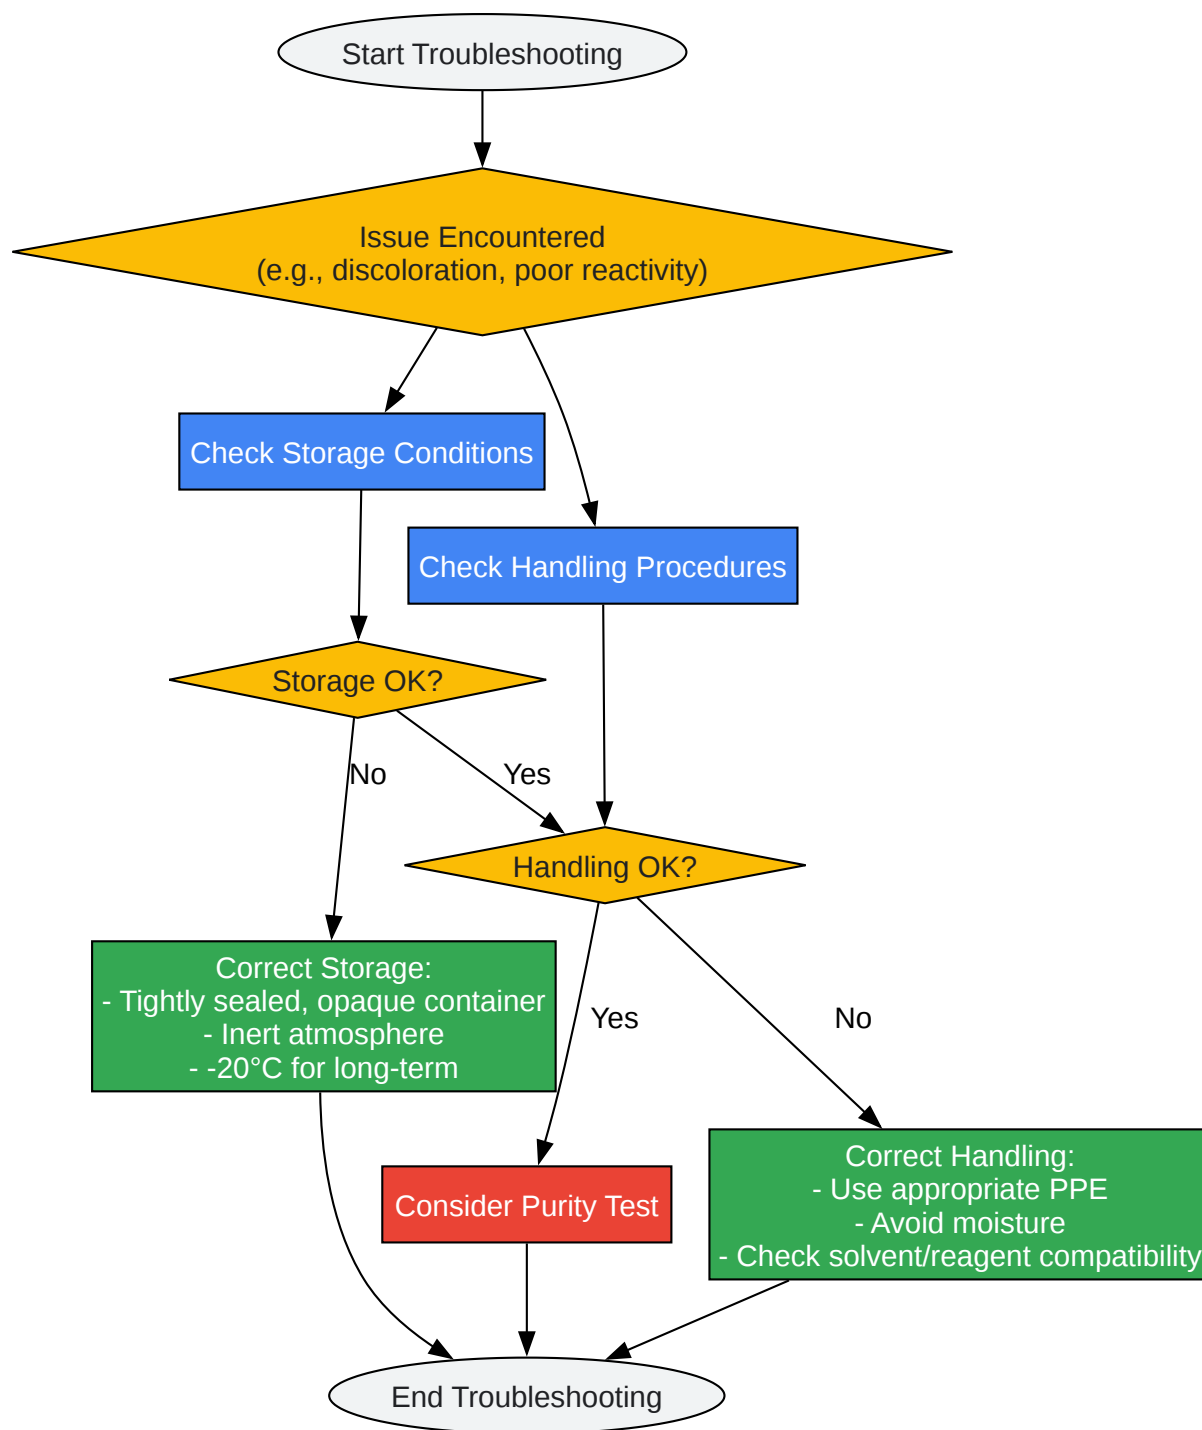 Start Troubleshooting
Issue Encountered
(e.g., discoloration, poor reactivity)
Check Storage Conditions
Check Handling Procedures
Storage OK?
No
Yes
Handling OK?
Correct Storage:
- Tightly sealed, opaque container
- Inert atmosphere
- -20°C for long-term
Yes
No
Correct Handling:
- Use appropriate PPE
- Avoid moisture
- Check solvent/reagent compatibility
Consider Purity Test
End Troubleshooting